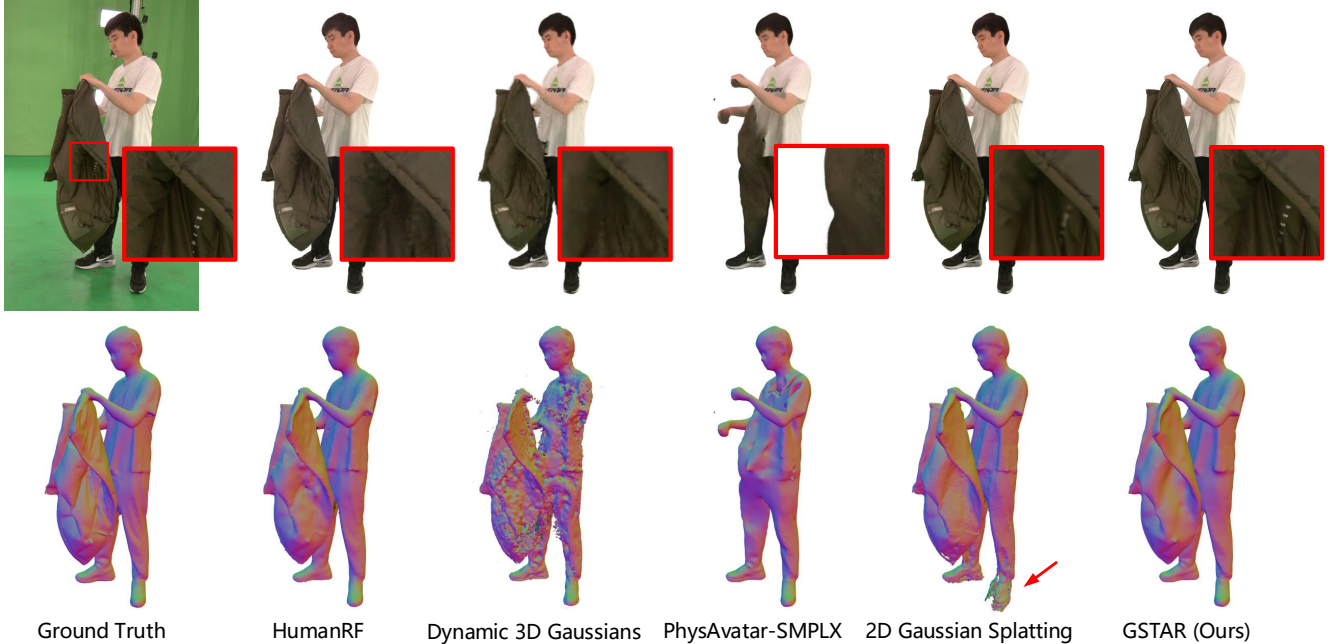 Ground Truth
HumanRF
Dynamic 3D Gaussians
PhysAvatar-SMPLX
2D Gaussian Splatting
GSTAR (Ours)